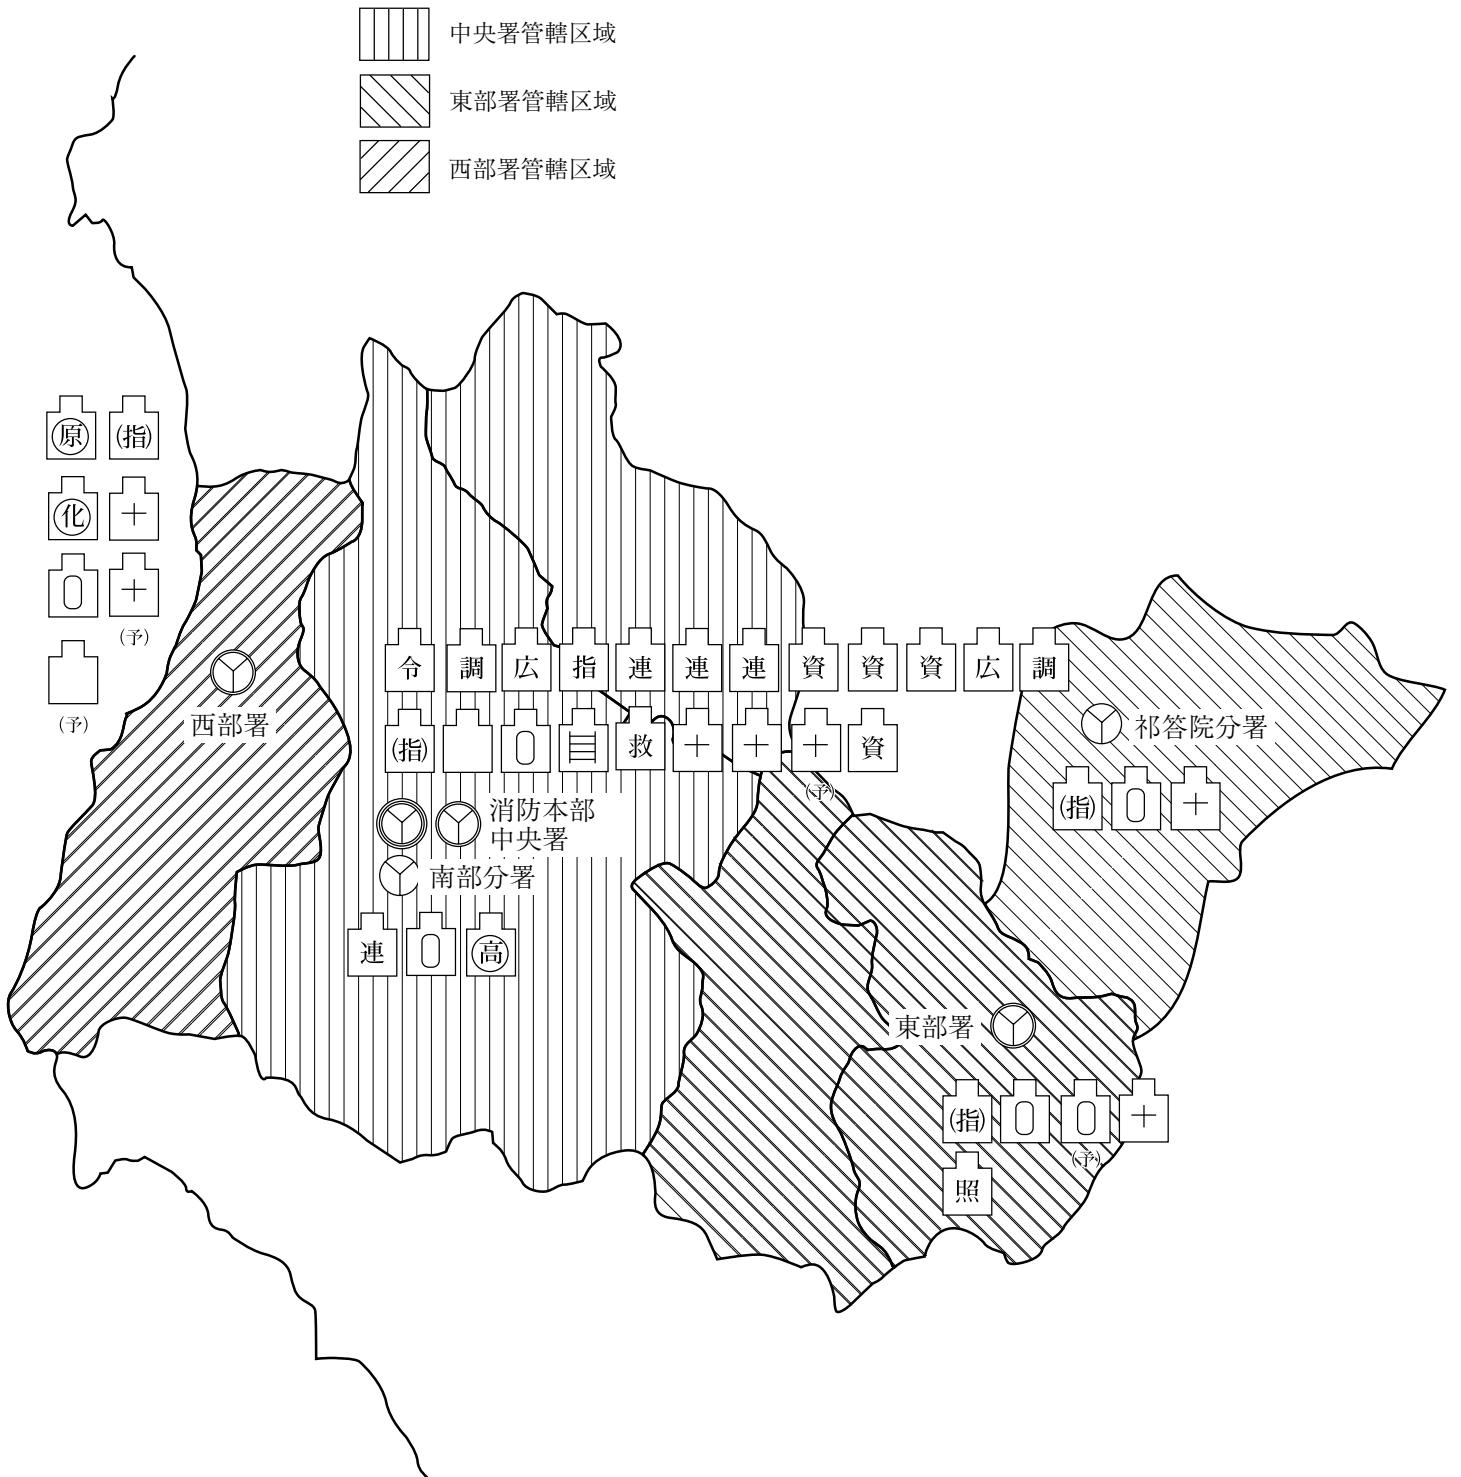 中央署管轄区域
東部署管轄区域
西部署管轄区域
原 (指)
化
(予)
(予)
西部署
令 調 広 指 連 連 連 資 資 資 広 調
(指) 救 資
(予)
消防本部
中央署
南部分署
連 高
祁答院分署
(指)
東部署
(指)
(予)
照